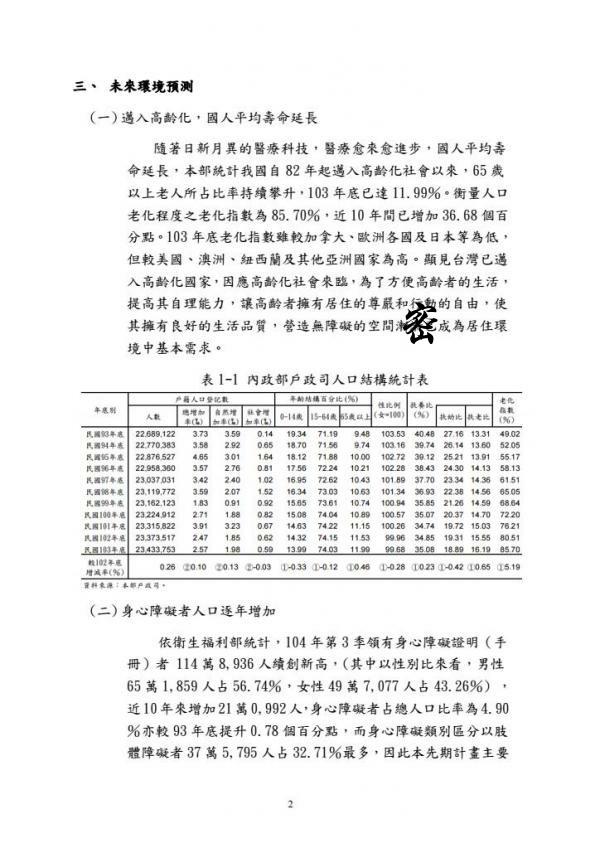 三、 未來環境預測
(一)邁入高齡化，國人平均壽命延長
隨著日新月異的醫療科技，醫療愈來愈進步，國人平均壽
命延長，本部統計我國自 82 年起邁入高齡化社會以來，65 歲
以上老人所占比率持續攀升，103 年底已達 11.99%。衡量人口
老化程度之老化指數為 85.70%，近 10 年間已增加 36.68 個百
分點。103 年底老化指數雖較加拿大、歐洲各國及日本等為低，
但較美國、澳洲、紐西蘭及其他亞洲國家為高。顯見台灣已邁
入高齡化國家，因應高齡化社會來臨，為了方便高齡者的生活，
提高其自理能力，讓高齡者擁有居住的尊嚴和行動的自由，使
其擁有良好的生活品質，營造無障礙的空間 密 成為居住環
境中基本需求。
表 1-1 內政部戶政司人口結構統計表
年底別 戶籍人口登記數 年齡結構百分比(%) 性比例(女=100) 扶養比(%) 扶幼比 扶老比 老化指數(%)
人數 總增加率(‰) 自然增加率(‰) 社會增加率(‰) 0-14歲 15-64歲 65歲以上
民國93年底 22,689,122 3.73 3.59 0.14 19.34 71.19 9.48 103.53 40.48 27.16 13.31 49.02
民國94年底 22,770,383 3.58 2.92 0.65 18.70 71.56 9.74 103.16 39.74 26.14 13.60 52.05
民國95年底 22,876,527 4.65 3.01 1.64 18.12 71.88 10.00 102.72 39.12 25.21 13.91 55.17
民國96年底 22,958,360 3.57 2.76 0.81 17.56 72.24 10.21 102.28 38.43 24.30 14.13 58.13
民國97年底 23,037,031 3.42 2.40 1.02 16.95 72.62 10.43 101.89 37.70 23.34 14.36 61.51
民國98年底 23,119,772 3.59 2.07 1.52 16.34 73.03 10.63 101.34 36.93 22.38 14.56 65.05
民國99年底 23,162,123 1.83 0.91 0.92 15.65 73.61 10.74 100.94 35.85 21.26 14.59 68.64
民國100年底 23,224,912 2.71 1.88 0.82 15.08 74.04 10.89 100.57 35.07 20.37 14.70 72.20
民國101年底 23,315,822 3.91 3.23 0.67 14.63 74.22 11.15 100.26 34.74 19.72 15.03 76.21
民國102年底 23,373,517 2.47 1.85 0.62 14.32 74.15 11.53 99.96 34.85 19.31 15.55 80.51
民國103年底 23,433,753 2.57 1.98 0.59 13.99 74.03 11.99 99.68 35.08 18.89 16.19 85.70
較102年底增減率(%) 0.26 ②0.10 ②0.13 ②-0.03 ①-0.33 ①-0.12 ①0.46 ①-0.28 ①0.23 ①-0.42 ①0.65 ①5.19
資料來源：本部戶政司。
(二)身心障礙者人口逐年增加
依衛生福利部統計，104 年第 3 季領有身心障礙證明（手
冊）者 114 萬 8,936 人續創新高，(其中以性別比來看，男性
65 萬 1,859 人占 56.74%，女性 49 萬 7,077 人占 43.26%)，
近10 年來增加21 萬 0,992 人，身心障礙者占總人口比率為 4.90
%亦較 93 年底提升 0.78 個百分點，而身心障礙類別區分以肢
體障礙者 37 萬 5,795 人占 32.71%最多，因此本先期計畫主要
2